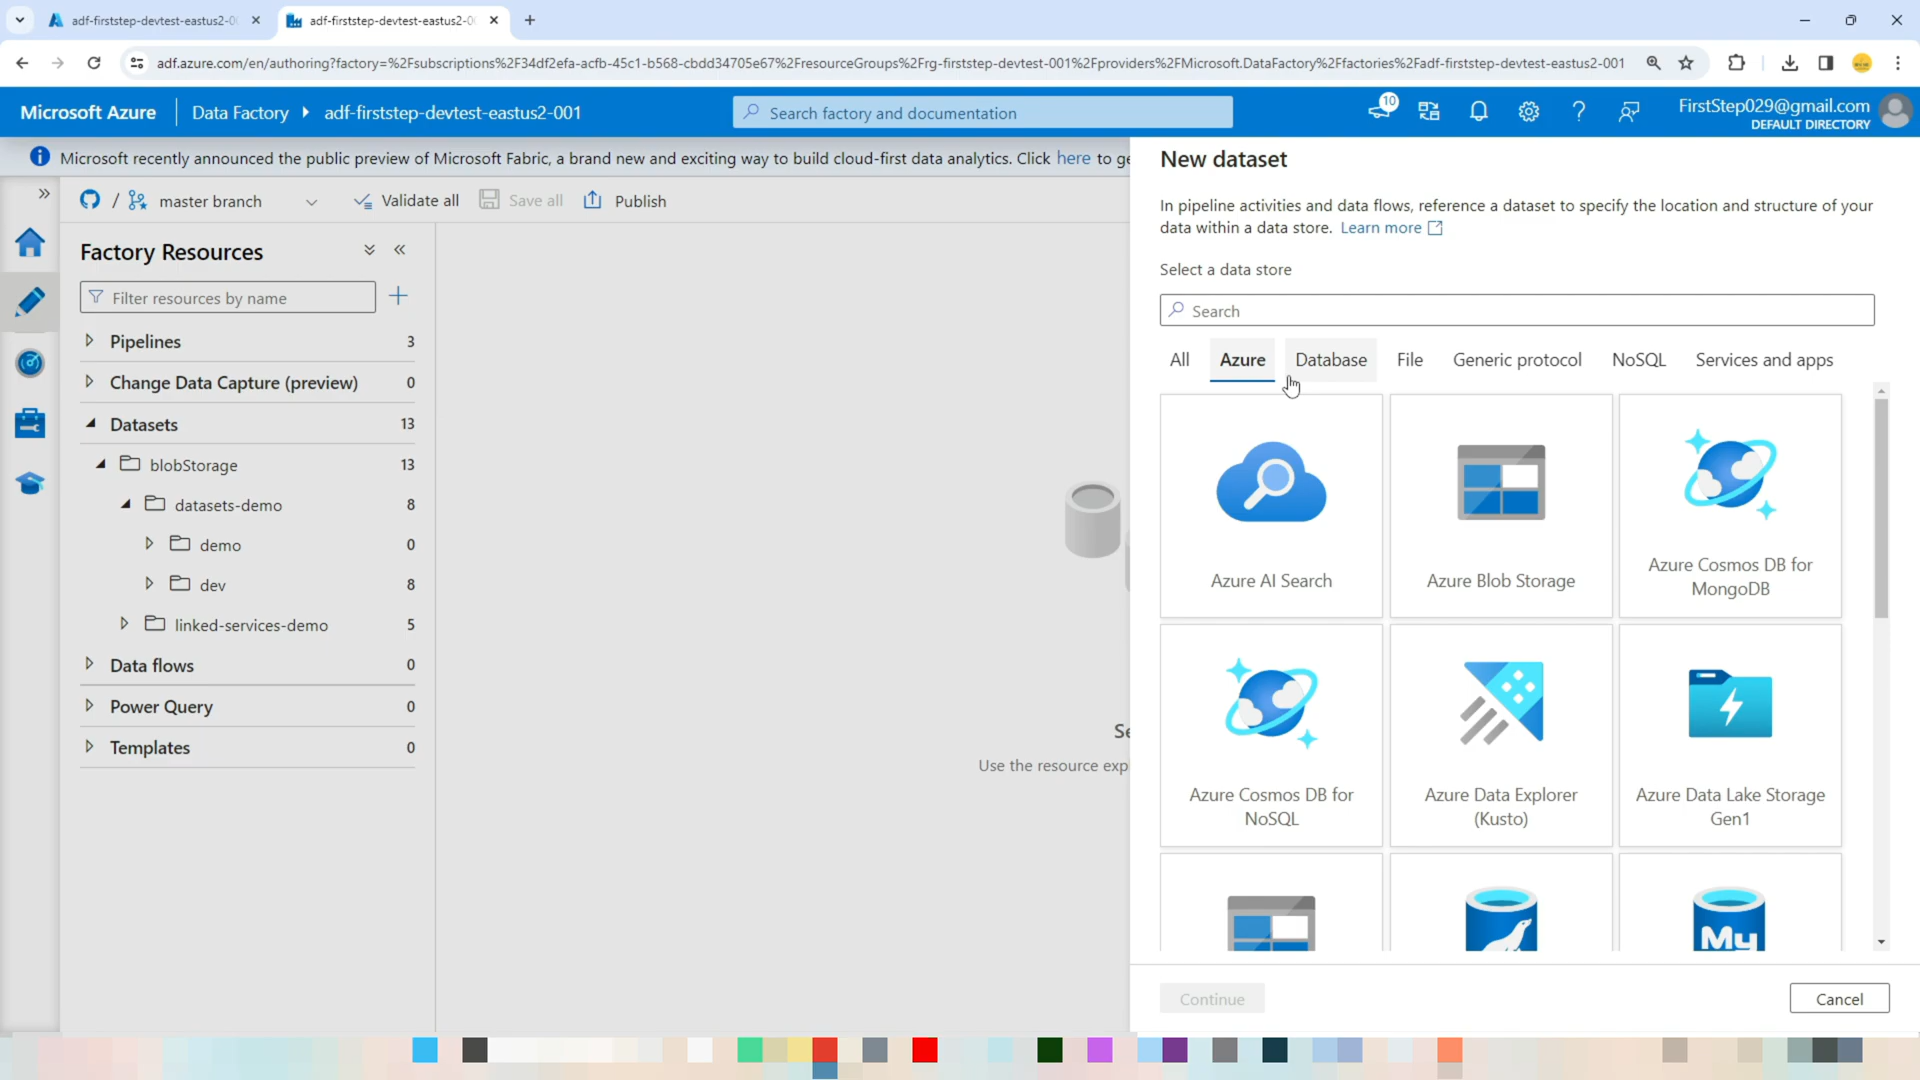 adf-firststep-devtest-eastus2-0
adf-firststep-devtest-eastus2-0
adf.azure.com/en/authoring?factory=%2Fsubscriptions%2F34df2efa-acfb-45c1-b568-cbdd34705e67%2FresourceGroups%2Frg-firststep-devtest-001%2Fproviders%2FMicrosoft.DataFactory%2Ffactories%2Fadf-firststep-devtest-eastus2-001
Microsoft Azure
Data Factory
adf-firststep-devtest-eastus2-001
Search factory and documentation
10
FirstStep029@gmail.com
DEFAULT DIRECTORY
Microsoft recently announced the public preview of Microsoft Fabric, a brand new and exciting way to build cloud-first data analytics. Click here to ge
/ master branch
Validate all
Save all
Publish
Factory Resources
Filter resources by name
Pipelines 3
Change Data Capture (preview) 0
Datasets 13
blobStorage 13
datasets-demo 8
demo 0
dev 8
linked-services-demo 5
Data flows 0
Power Query 0
Templates 0
Se
Use the resource exp
New dataset
In pipeline activities and data flows, reference a dataset to specify the location and structure of your
data within a data store. Learn more
Select a data store
Search
All Azure Database File Generic protocol NoSQL Services and apps
Azure AI Search
Azure Blob Storage
Azure Cosmos DB for
MongoDB
Azure Cosmos DB for
NoSQL
Azure Data Explorer
(Kusto)
Azure Data Lake Storage
Gen1
My
Continue
Cancel